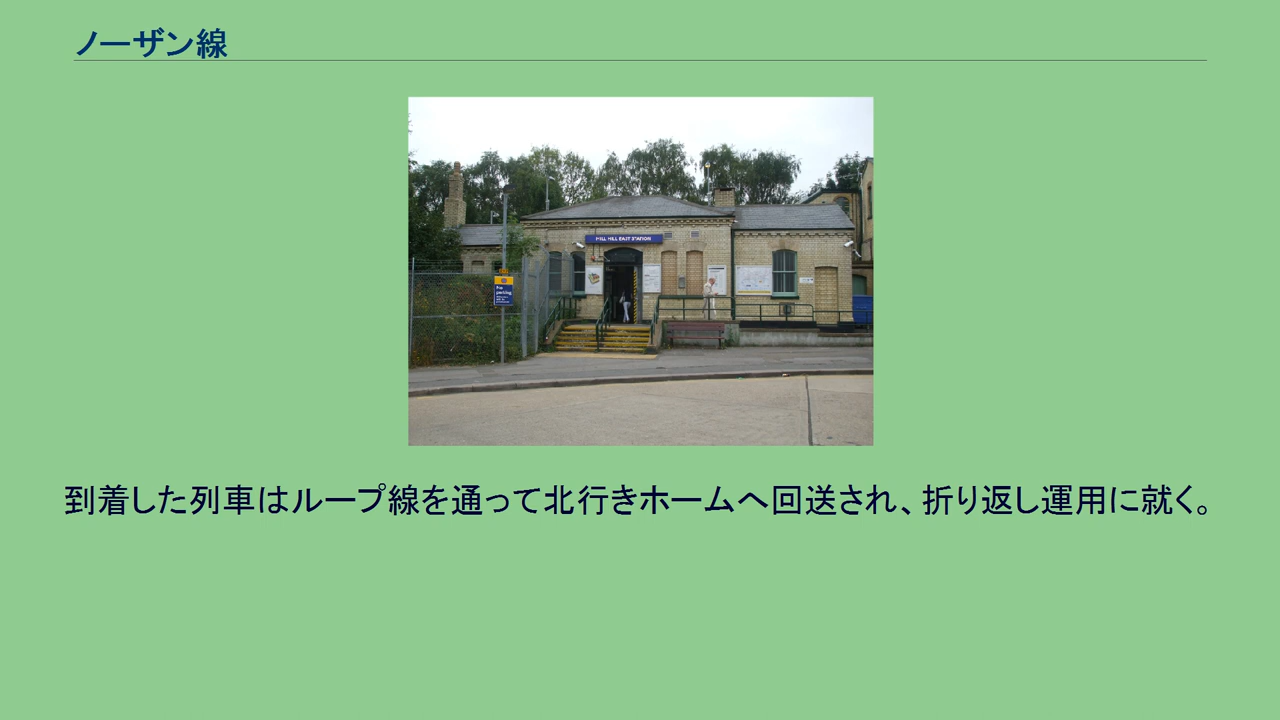 ノーザン線
MILL HILL EAST STATION
No
parking
到着した列車はループ線を通って北行きホームへ回送され、折り返し運用に就く。